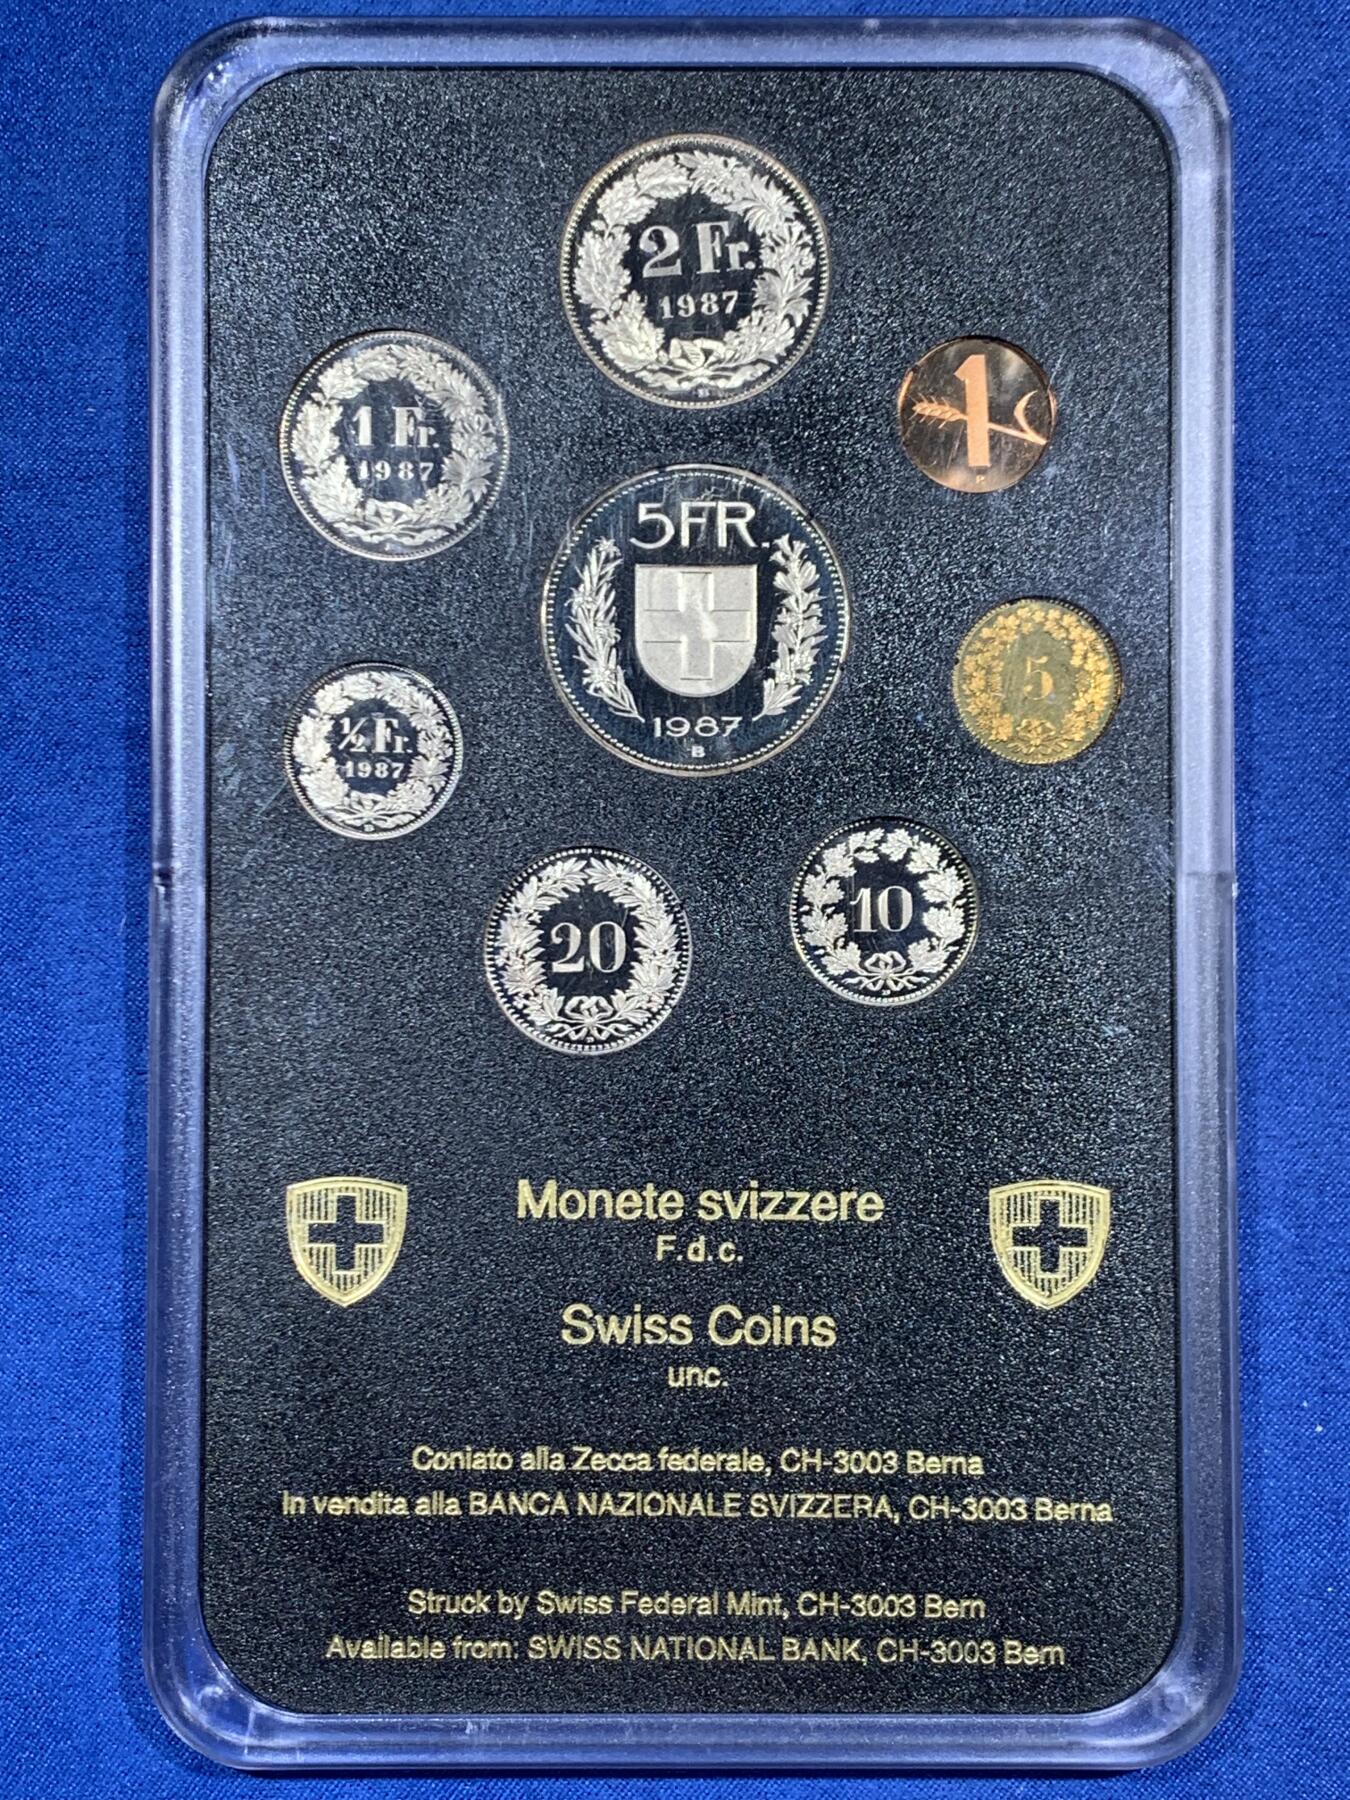 2 Fr.
1987
B
1 Fr.
1987
1
5 FR.
1987
B
5
½ Fr.
1987
B
20
B
10
B
Monete svizzere
F.d.c.
Swiss Coins
unc.
Coniato alla Zecca federale, CH-3003 Berna
In vendita alla BANCA NAZIONALE SVIZZERA, CH-3003 Berna
Struck by Swiss Federal Mint, CH-3003 Bern
Available from: SWISS NATIONAL BANK, CH-3003 Bern